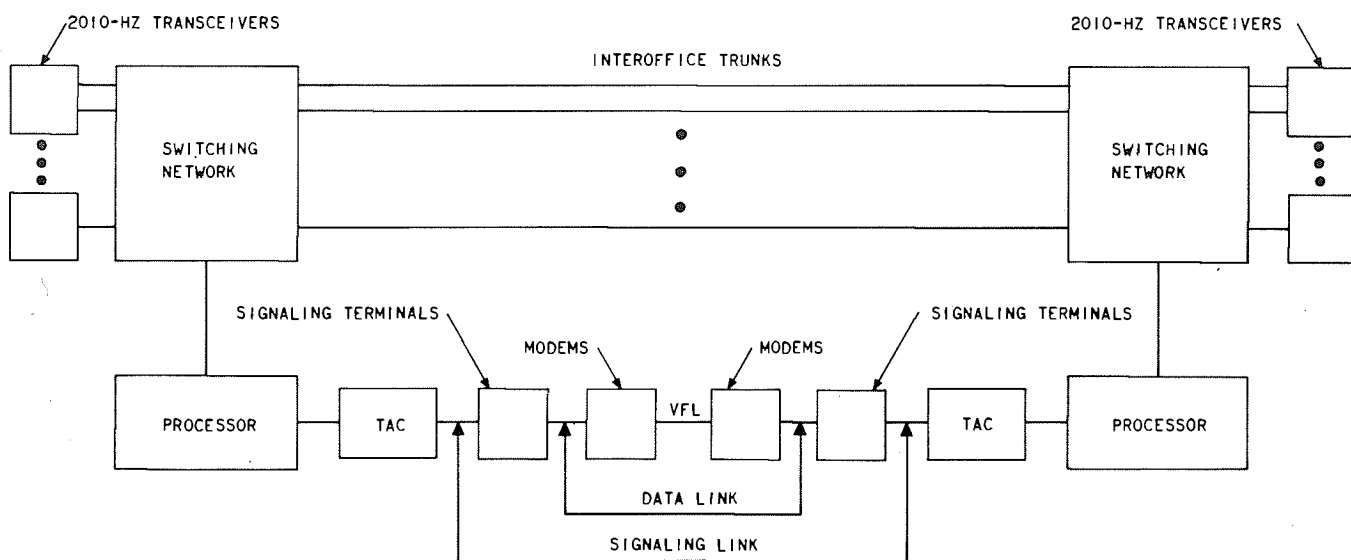 2010-HZ TRANSCEIVERS
2010-HZ TRANSCEIVERS
INTEROFFICE TRUNKS
SWITCHING
NETWORK
SWITCHING
NETWORK
SIGNALING TERMINALS
SIGNALING TERMINALS
MODEMS
MODEMS
PROCESSOR
TAC
VFL
TAC
PROCESSOR
DATA LINK
SIGNALING LINK